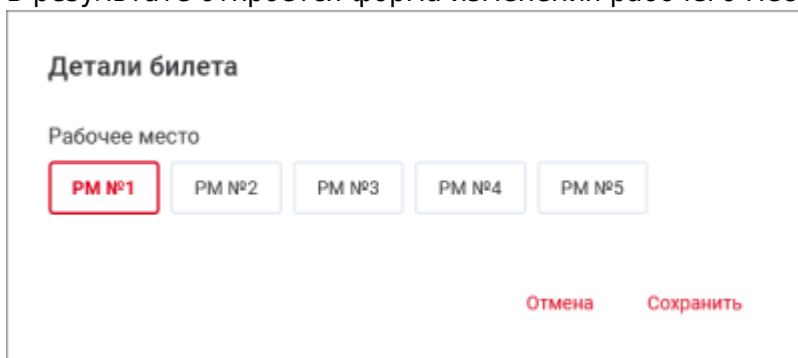 Детали билета
Рабочее место
РМ №1 РМ №2 РМ №3 РМ №4 РМ №5
Отмена Сохранить